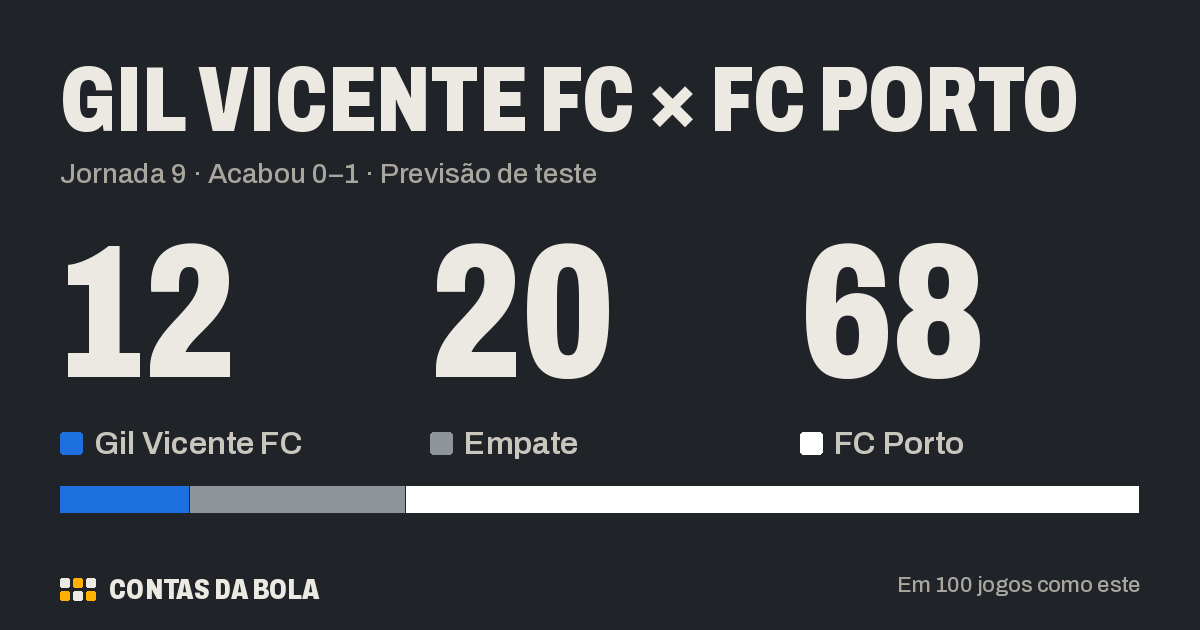 GIL VICENTE FC × FC PORTO
Jornada 9 · Acabou 0–1 · Previsão de teste
12 20 68
Gil Vicente FC Empate FC Porto
CONTAS DA BOLA
Em 100 jogos como este